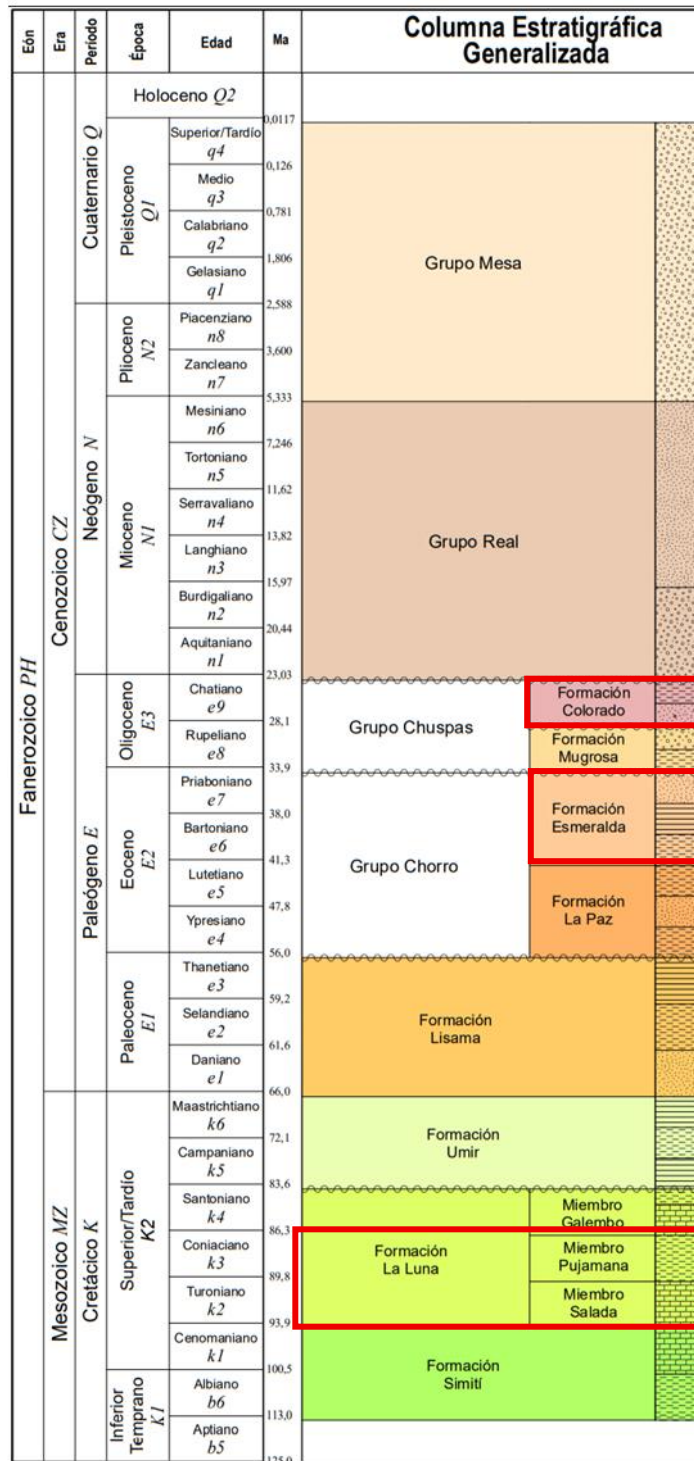 Eón
Era
Período
Época
Edad
Ma
Columna Estratigráfica
Generalizada
Fanerozoico PH
Cenozoico CZ
Mesozoico MZ
Cuaternario Q
Neógeno N
Paleógeno E
Cretácico K
Holoceno Q2
Pleistoceno
Q1
Plioceno
N2
Mioceno
N1
Oligoceno
E3
Eoceno
E2
Paleoceno
E1
Superior/Tardío
K2
Inferior
Temprano
K1
0,0117
Superior/Tardío
q4
0,126
Medio
q3
0,781
Calabriano
q2
1,806
Gelasiano
q1
2,588
Piacenziano
n8
3,600
Zancleano
n7
5,333
Mesiniano
n6
7,246
Tortoniano
n5
11,62
Serravaliano
n4
13,82
Langhiano
n3
15,97
Burdigaliano
n2
20,44
Aquitaniano
n1
23,03
Chatiano
e9
28,1
Rupeliano
e8
33,9
Priaboniano
e7
38,0
Bartoniano
e6
41,3
Lutetiano
e5
47,8
Ypresiano
e4
56,0
Thanetiano
e3
59,2
Selandiano
e2
61,6
Daniano
e1
66,0
Maastrichtiano
k6
72,1
Campaniano
k5
83,6
Santoniano
k4
86,3
Coniaciano
k3
89,8
Turoniano
k2
93,9
Cenomaniano
k1
100,5
Albiano
b6
113,0
Aptiano
b5
125,0
Grupo Mesa
Grupo Real
Grupo Chuspas
Formación
Colorado
Formación
Mugrosa
Grupo Chorro
Formación
Esmeralda
Formación
La Paz
Formación
Lisama
Formación
Umir
Formación
La Luna
Miembro
Galembo
Miembro
Pujamana
Miembro
Salada
Formación
Simití